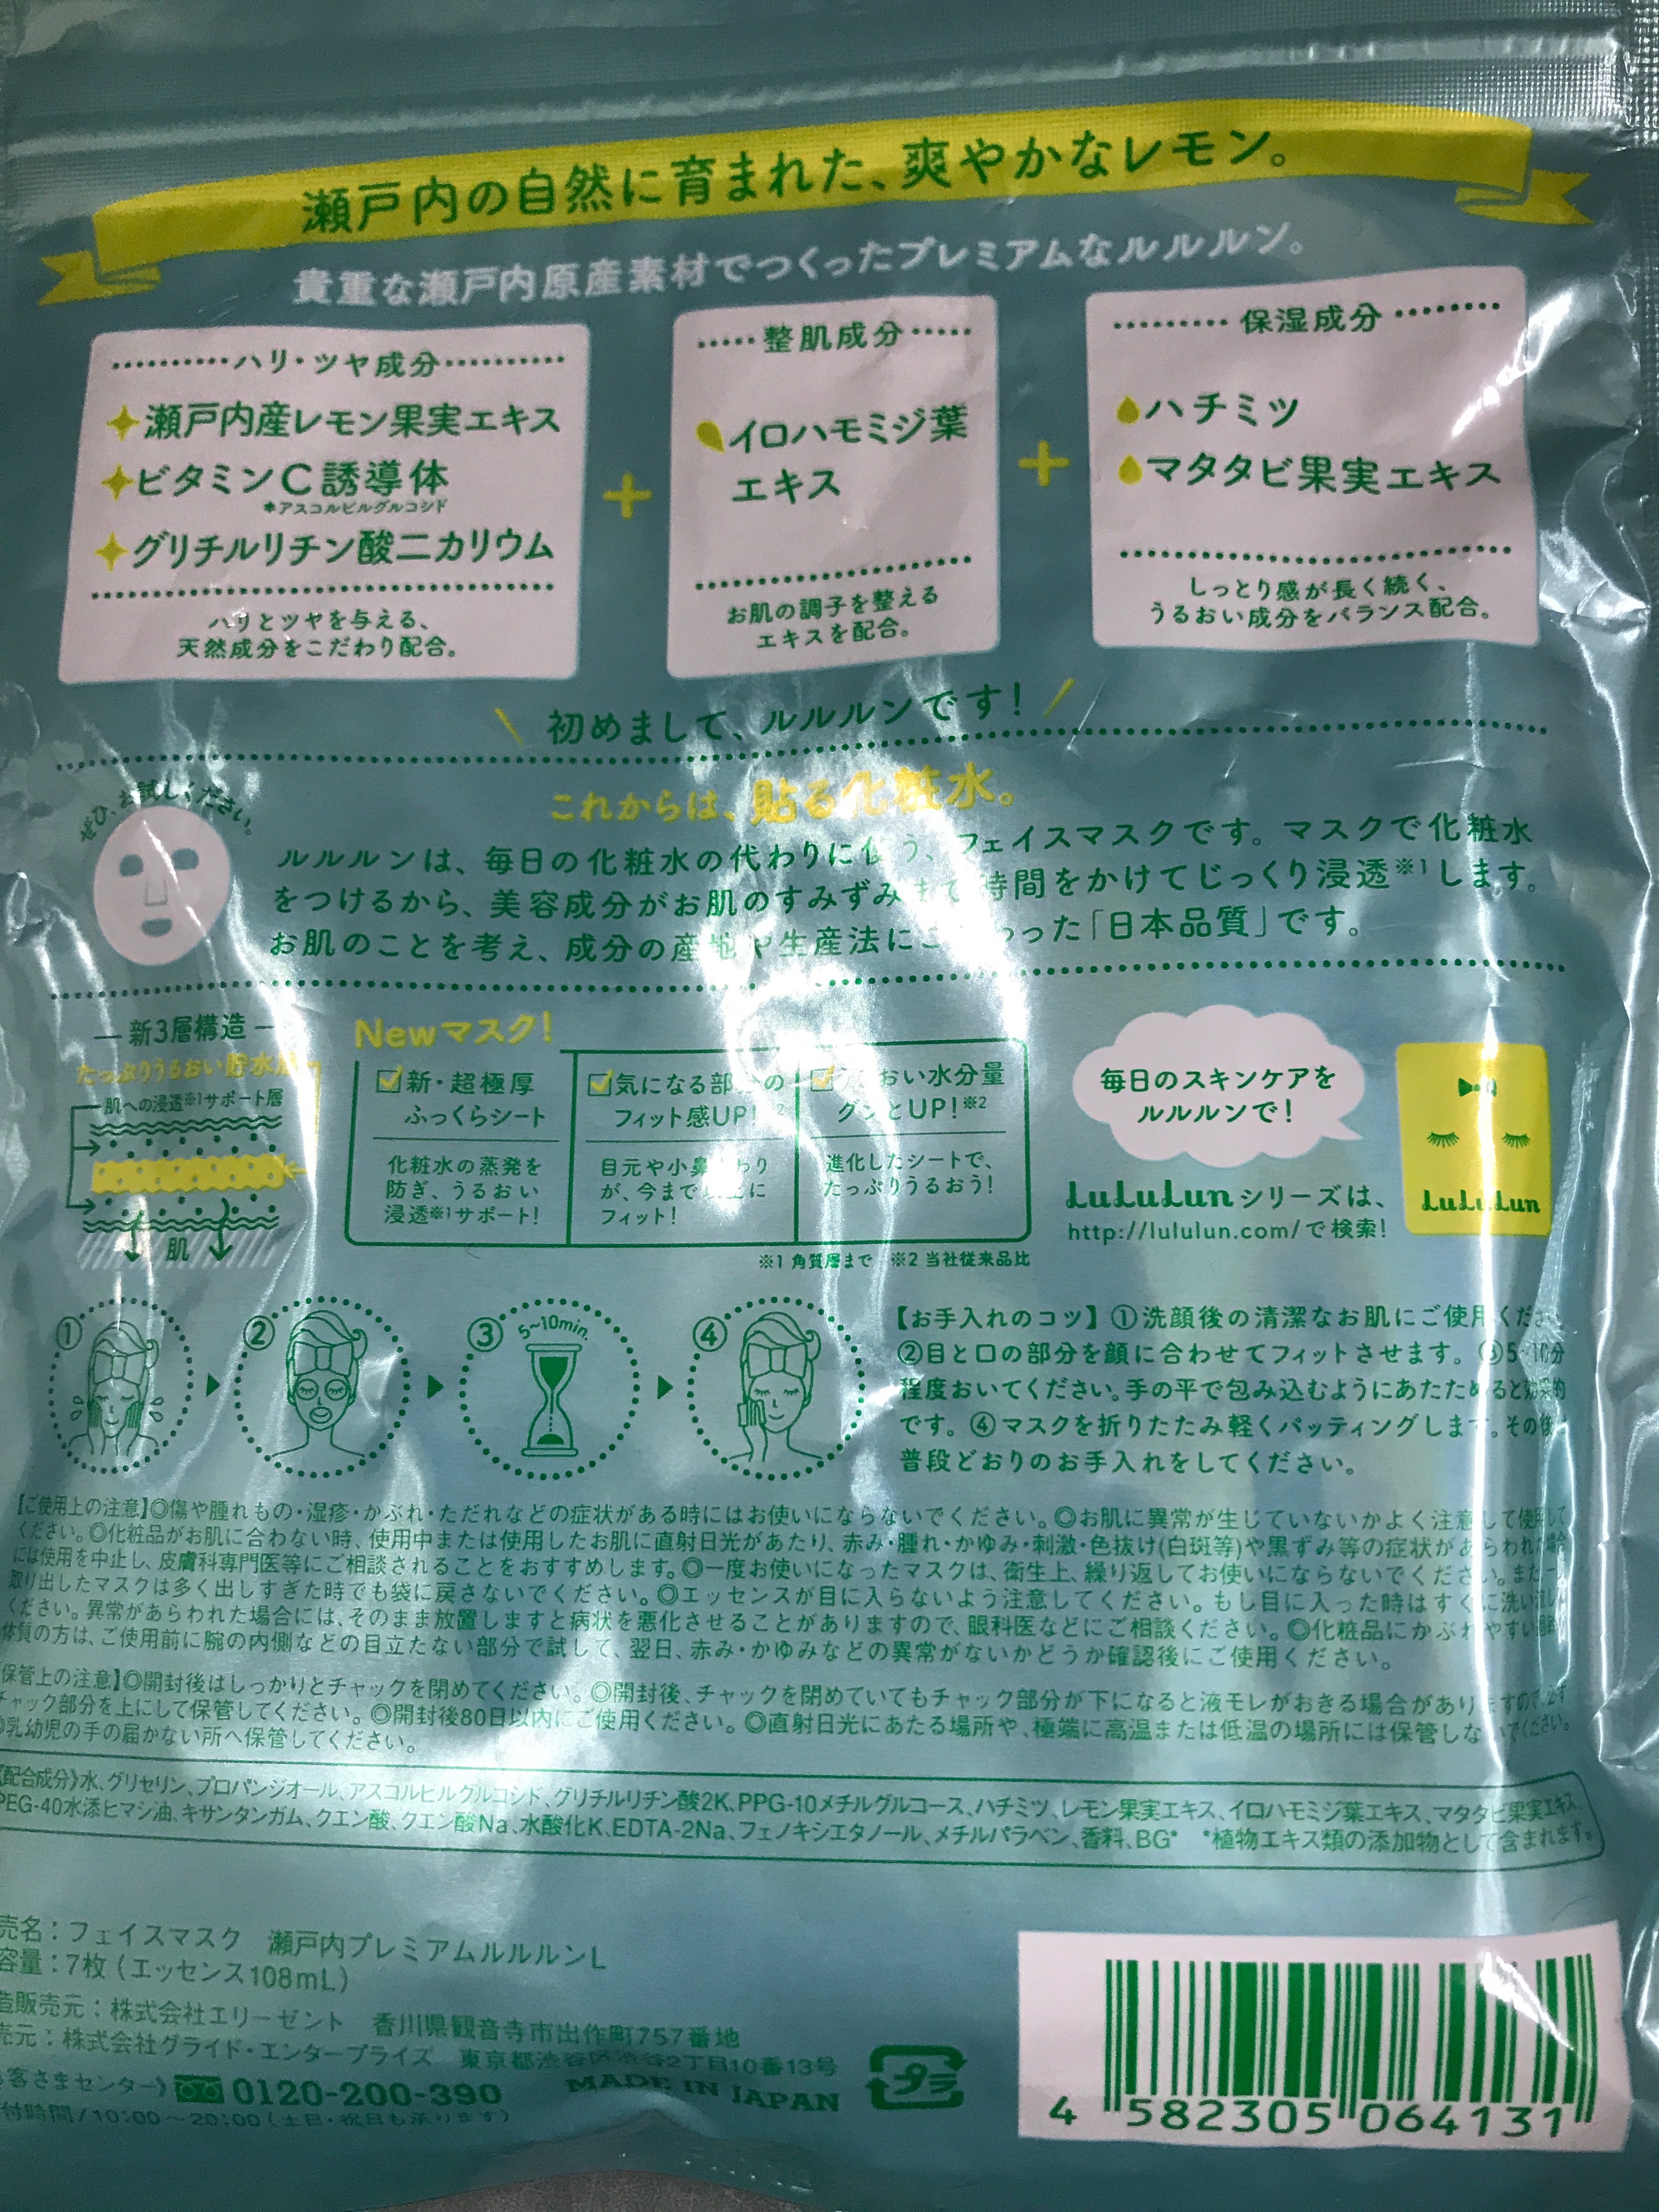 瀬戸内の自然に育まれた、爽やかなレモン。
貴重な瀬戸内原産素材でつくったプレミアムなルルルン。
ハリ・ツヤ成分
瀬戸内産レモン果実エキス
ビタミンC誘導体
*アスコルビルグルコシド
グリチルリチン酸二カリウム
ハリとツヤを与える、
天然成分をこだわり配合。
+
整肌成分
イロハモミジ葉
エキス
お肌の調子を整える
エキスを配合。
+
保湿成分
ハチミツ
マタタビ果実エキス
しっとり感が長く続く、
うるおい成分をバランス配合。
初めまして、ルルルンです!
ぜひ、お試しください。
これからは、貼る化粧水。
ルルルンは、毎日の化粧水の代わりに使う、フェイスマスクです。マスクで化粧水
をつけるから、美容成分がお肌のすみずみまで時間をかけてじっくり浸透※1します。
お肌のことを考え、成分の産地や生産法にこだわった「日本品質」です。
新3層構造
たっぷりうるおい貯水層
肌への浸透※1サポート層
肌
Newマスク!
新・超極厚
ふっくらシート
化粧水の蒸発を
防ぎ、うるおい
浸透※1サポート!
気になる部分の
フィット感UP!※2
目元や小鼻まわり
が、今まで以上に
フィット!
うるおい水分量
グンとUP!※2
進化したシートで、
たっぷりうるおう!
※1 角質層まで ※2 当社従来品比
毎日のスキンケアを
ルルルンで!
LuLuLunシリーズは、
http://lululun.com/で検索!
LuLuLun
① ② ③ 5~10min. ④
【お手入れのコツ】①洗顔後の清潔なお肌にご使用ください。
②目と口の部分を顔に合わせてフィットさせます。③5~10分
程度おいてください。手の平で包み込むようにあたためると効果的
です。④マスクを折りたたみ軽くパッティングします。その後
普段どおりのお手入れをしてください。
【ご使用上の注意】◎傷や腫れもの・湿疹・かぶれ・ただれなどの症状がある時にはお使いにならないでください。◎お肌に異常が生じていないかよく注意して使用して
ください。◎化粧品がお肌に合わない時、使用中または使用したお肌に直射日光があたり、赤み・腫れ・かゆみ・刺激・色抜け(白斑等)や黒ずみ等の症状があらわれた場合
には使用を中止し、皮膚科専門医等にご相談されることをおすすめします。◎一度お使いになったマスクは、衛生上、繰り返してお使いにならないでください。また一
取り出したマスクは多く出しすぎた時でも袋に戻さないでください。◎エッセンスが目に入らないよう注意してください。もし目に入った時はすぐに洗い流し
ください。異常があらわれた場合には、そのまま放置しますと病状を悪化させることがありますので、眼科医などにご相談ください。◎化粧品にかぶれやすい
体質の方は、ご使用前に腕の内側などの目立たない部分で試して、翌日、赤み・かゆみなどの異常がないかどうか確認後にご使用ください。
保管上の注意】◎開封後はしっかりとチャックを閉めてください。◎開封後、チャックを閉めていてもチャック部分が下になると液モレがおきる場合がありますので必ず
チャック部分を上にして保管してください。◎開封後80日以内にご使用ください。◎直射日光にあたる場所や、極端に高温または低温の場所には保管しないでください。
◎乳幼児の手の届かない所へ保管してください。
《配合成分》水、グリセリン、プロパンジオール、アスコルビルグルコシド、グリチルリチン酸2K、PPG-10メチルグルコース、ハチミツ、レモン果実エキス、イロハモミジ葉エキス、マタタビ果実エキス、
PEG-40水添ヒマシ油、キサンタンガム、クエン酸、クエン酸Na、水酸化K、EDTA-2Na、フェノキシエタノール、メチルパラベン、香料、BG* *植物エキス類の添加物として含まれます。
売名:フェイスマスク 瀬戸内プレミアムルルルンL
容量:7枚(エッセンス108mL)
造販売元:株式会社エリーゼント 香川県観音寺市出作町757番地
売元:株式会社グライド・エンタープライズ 東京都渋谷区渋谷2丁目10番13号
客さまセンター》 0120-200-390
付時間/10:00~20:00(土日・祝日も承ります)
MADE IN JAPAN
プラ
4 582305 064131